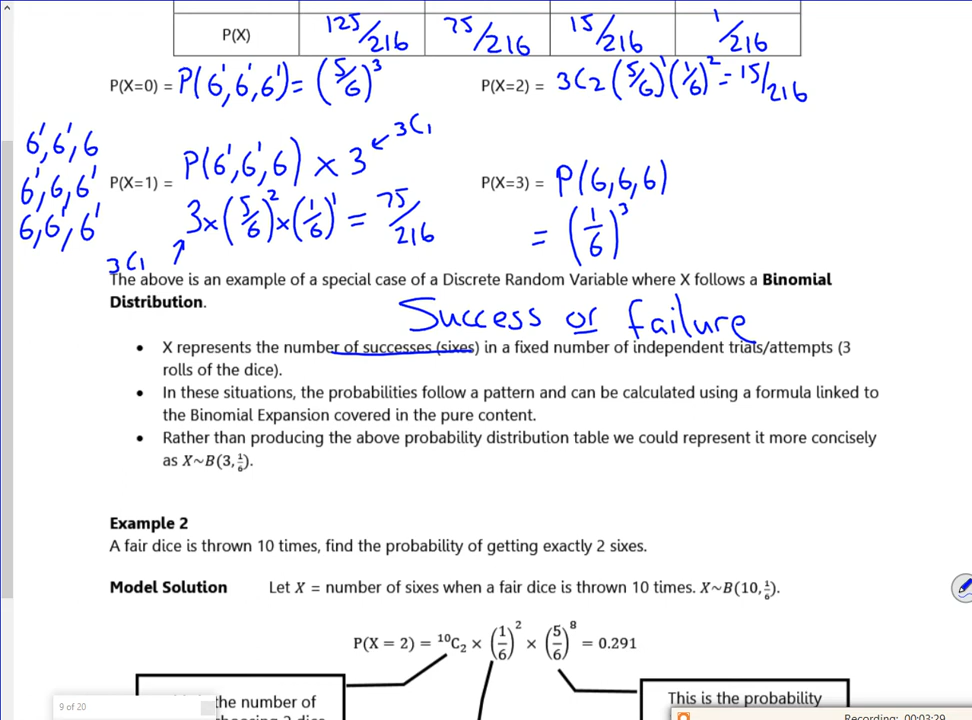 P(X) 125/216 75/216 15/216 1/216
P(X=0) = P(6',6',6') = (5/6)³
P(X=2) = 3C2 (5/6)¹(1/6)² = 15/216
6',6',6
6',6,6'
6,6',6'
P(X=1) = P(6',6',6) × 3 ← 3C1
3×(5/6)²×(1/6)¹ = 75/216
3C1
P(X=3) = P(6,6,6)
= (1/6)³
The above is an example of a special case of a Discrete Random Variable where X follows a Binomial
Distribution.
Success or failure
• X represents the number of successes (sixes) in a fixed number of independent trials/attempts (3
rolls of the dice).
• In these situations, the probabilities follow a pattern and can be calculated using a formula linked to
the Binomial Expansion covered in the pure content.
• Rather than producing the above probability distribution table we could represent it more concisely
as X~B(3,1/6).
Example 2
A fair dice is thrown 10 times, find the probability of getting exactly 2 sixes.
Model Solution Let X = number of sixes when a fair dice is thrown 10 times. X~B(10,1/6).
P(X = 2) = ¹⁰C₂ × (1/6)² × (5/6)⁸ = 0.291
the number of
This is the probability
9 of 20
Recording: 00:03:29